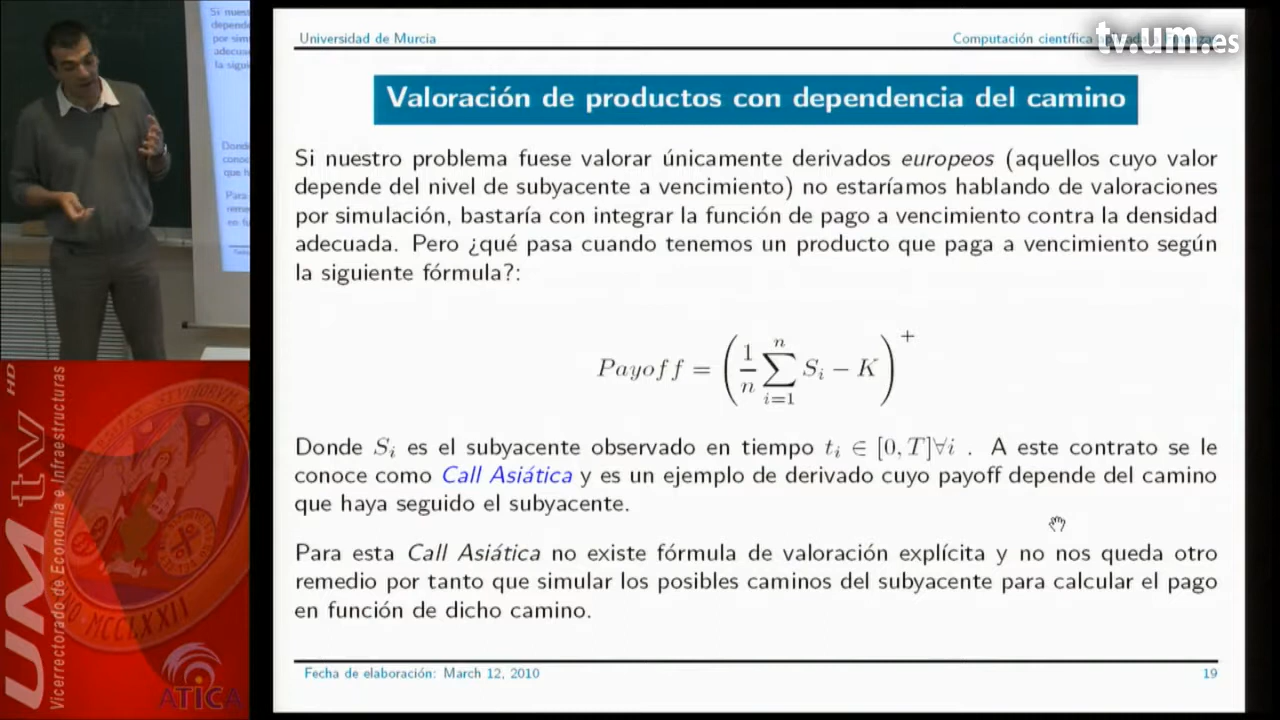 Universidad de Murcia
Computación científica
tv.um.es
Valoración de productos con dependencia del camino
Si nuestro problema fuese valorar únicamente derivados europeos (aquellos cuyo valor
depende del nivel de subyacente a vencimiento) no estaríamos hablando de valoraciones
por simulación, bastaría con integrar la función de pago a vencimiento contra la densidad
adecuada. Pero ¿qué pasa cuando tenemos un producto que paga a vencimiento según
la siguiente fórmula?:
Payoff = ( 1/n ∑_{i=1}^{n} S_i − K )^+
Donde S_i es el subyacente observado en tiempo t_i ∈ [0, T]∀i . A este contrato se le
conoce como Call Asiática y es un ejemplo de derivado cuyo payoff depende del camino
que haya seguido el subyacente.
Para esta Call Asiática no existe fórmula de valoración explícita y no nos queda otro
remedio por tanto que simular los posibles caminos del subyacente para calcular el pago
en función de dicho camino.
Fecha de elaboración: March 12, 2010
19
UMtv HD
Vicerrectorado de Economía e Infraestructuras
MCCLXXII
ATICA